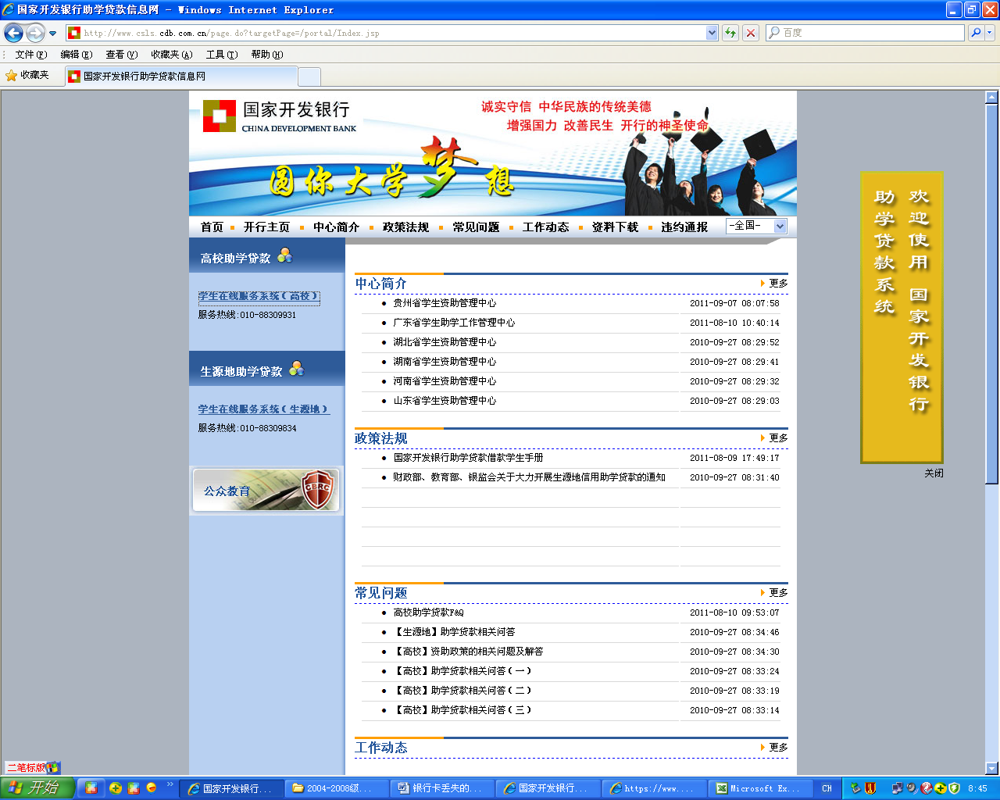 国家开发银行助学贷款信息网 - Windows Internet Explorer
http://www.csls.cdb.com.cn/page.do?targetPage=/portal/Index.jsp
百度
文件(F) 编辑(E) 查看(V) 收藏夹(A) 工具(T) 帮助(H)
收藏夹 国家开发银行助学贷款信息网
国家开发银行
CHINA DEVELOPMENT BANK
诚实守信 中华民族的传统美德
增强国力 改善民生 开行的神圣使命
圆你大学梦想
首页 开行主页 中心简介 政策法规 常见问题 工作动态 资料下载 违约通报 -全国-
高校助学贷款
学生在线服务系统(高校)
服务热线:010-88309931
生源地助学贷款
学生在线服务系统(生源地)
服务热线:010-88309834
公众教育
CBRC
中心简介 更多
贵州省学生资助管理中心 2011-09-07 08:07:58
广东省学生助学工作管理中心 2011-08-10 10:40:14
湖北省学生资助管理中心 2010-09-27 08:29:52
湖南省学生资助管理中心 2010-09-27 08:29:41
河南省学生资助管理中心 2010-09-27 08:29:32
山东省学生资助管理中心 2010-09-27 08:29:03
政策法规 更多
国家开发银行助学贷款借款学生手册 2011-08-09 17:49:17
财政部、教育部、银监会关于大力开展生源地信用助学贷款的通知 2010-09-27 08:31:40
常见问题 更多
高校助学贷款F&Q 2011-08-10 09:53:07
【生源地】助学贷款相关问答 2010-09-27 08:34:46
【高校】资助政策的相关问题及解答 2010-09-27 08:34:30
【高校】助学贷款相关问答(一) 2010-09-27 08:33:24
【高校】助学贷款相关问答(二) 2010-09-27 08:33:19
【高校】助学贷款相关问答(三) 2010-09-27 08:33:14
工作动态 更多
欢迎使用 国家开发银行
助学贷款系统
关闭
二笔标版
开始 国家开发银行... 2004-2008级... 银行卡丢失的... 国家开发银行... https://www.... Microsoft Ex... CH 8:45